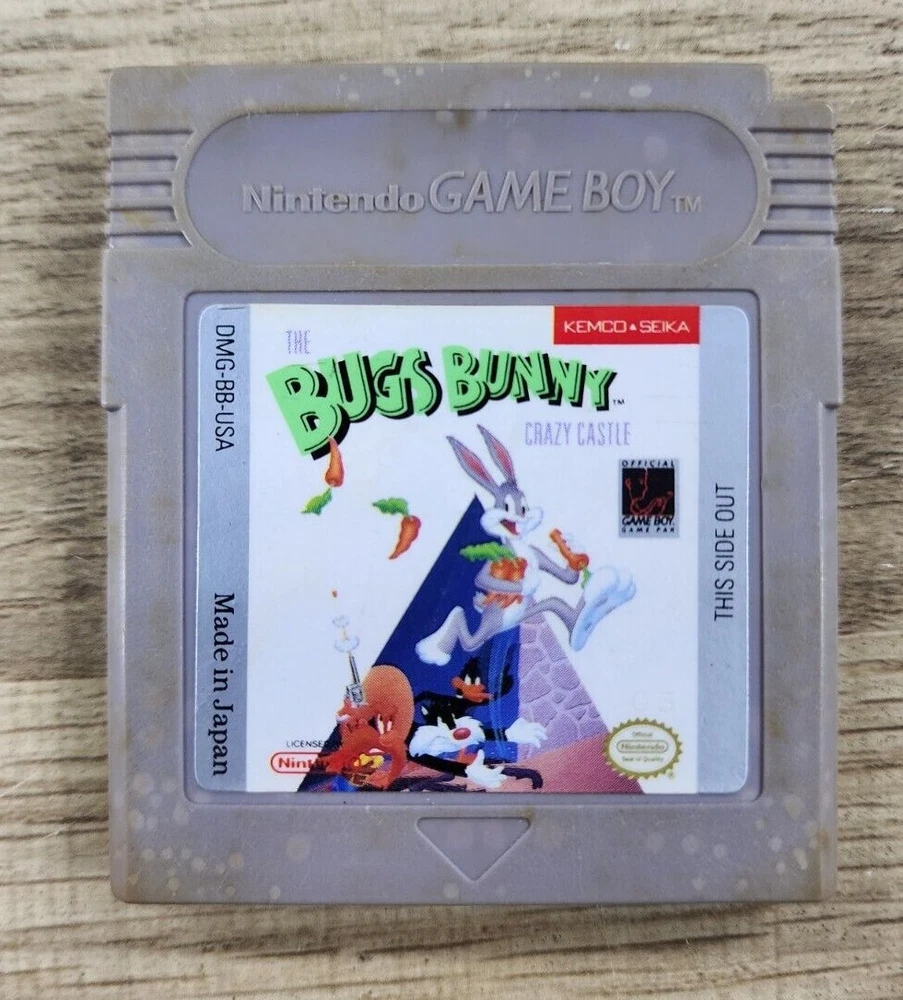 Nintendo GAME BOY™
DMG-BB-USA
Made in Japan
KEMCO SEIKA
THE
BUGS BUNNY™
CRAZY CASTLE
OFFICIAL
GAME BOY.
GAME PAK
THIS SIDE OUT
LICENSED
Official
Nintendo
Seal of Quality